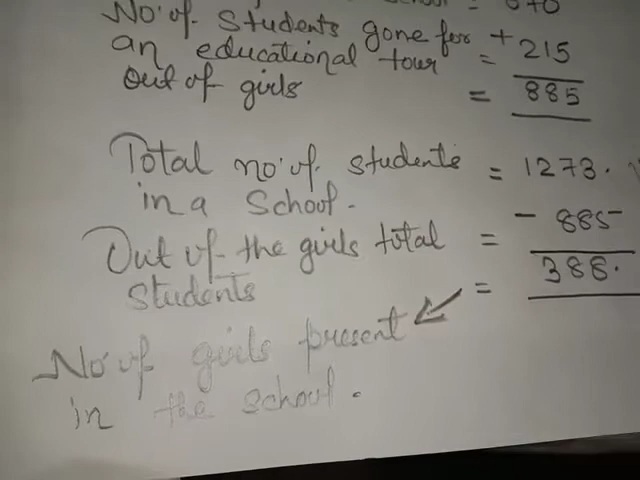 = 670
No. of Students gone for + 215
an educational tour =
Out of girls = 885
Total no. of students = 1273.
in a School.
- 885
Out of the girls total =
Students = 388.
No of girls present
in the school.